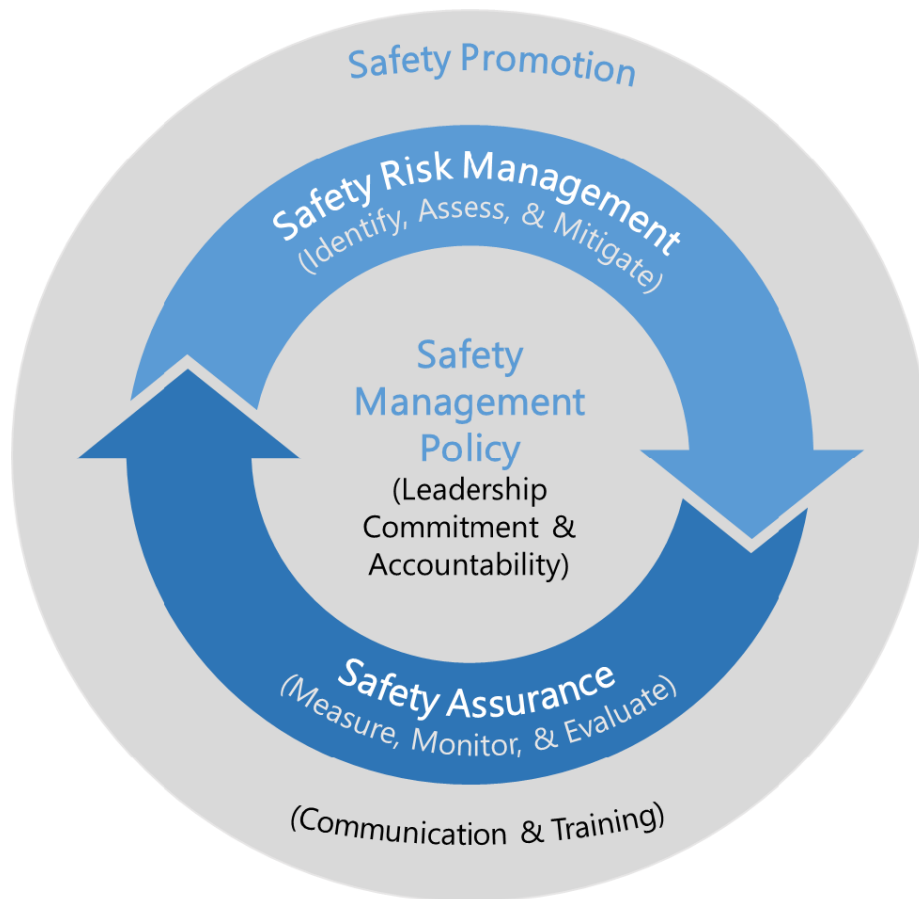 Safety Promotion
Safety Risk Management
(Identify, Assess, & Mitigate)
Safety
Management
Policy
(Leadership
Commitment &
Accountability)
Safety Assurance
(Measure, Monitor, & Evaluate)
(Communication & Training)